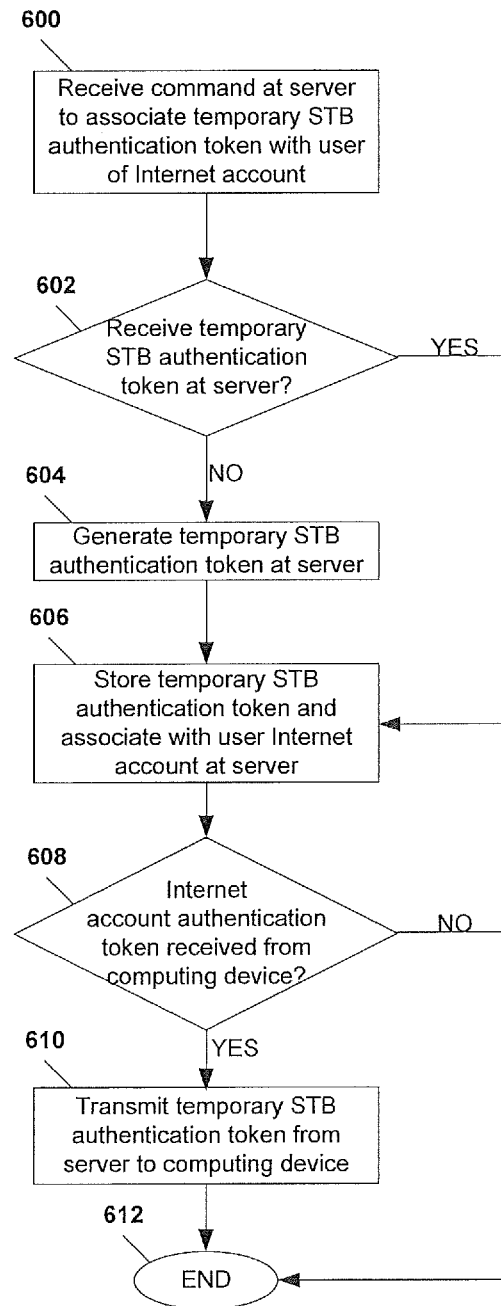 600
Receive command at server
to associate temporary STB
authentication token with user
of Internet account
602
Receive temporary
STB authentication
token at server?
YES
NO
604
Generate temporary STB
authentication token at server
606
Store temporary STB
authentication token and
associate with user Internet
account at server
608
Internet
account authentication
token received from
computing device?
NO
YES
610
Transmit temporary STB
authentication token from
server to computing device
612
END